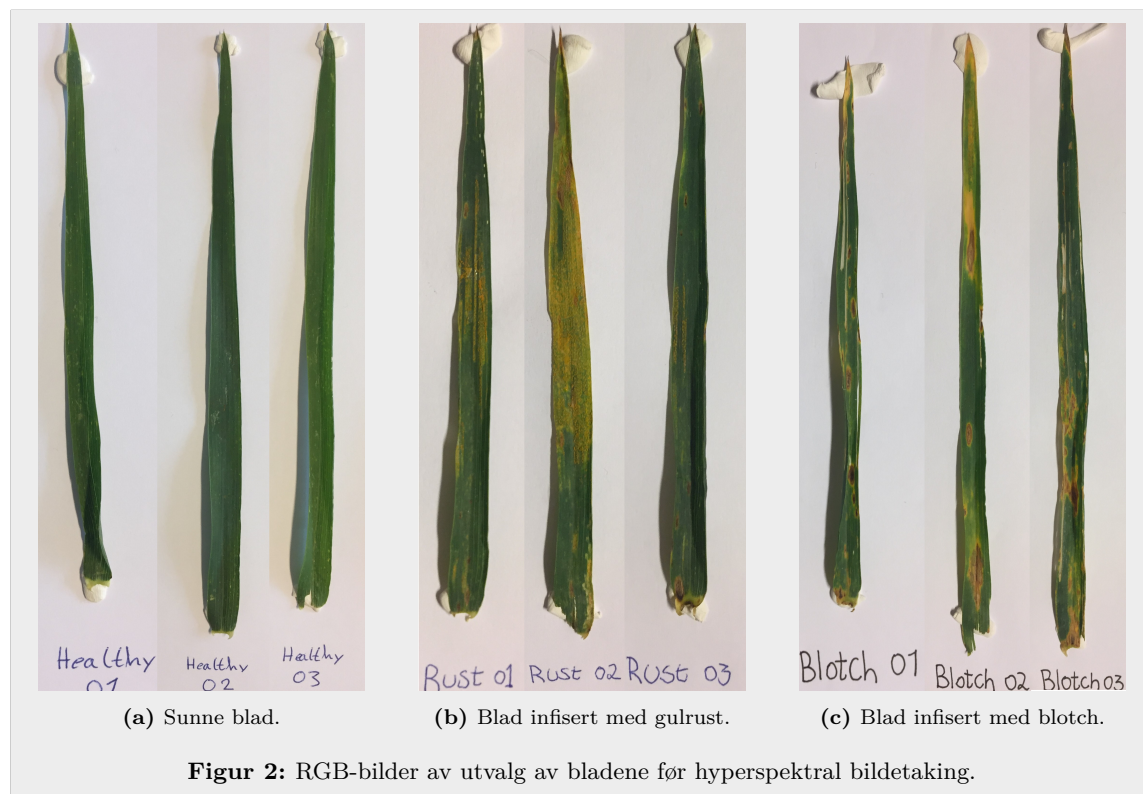 Healthy
01
Healthy
02
Healthy
03
Rust 01
Rust 02
Rust 03
Blotch 01
Blotch 02
Blotch 03
(a) Sunne blad.
(b) Blad infisert med gulrust.
(c) Blad infisert med blotch.
Figur 2: RGB-bilder av utvalg av bladene før hyperspektral bildetaking.